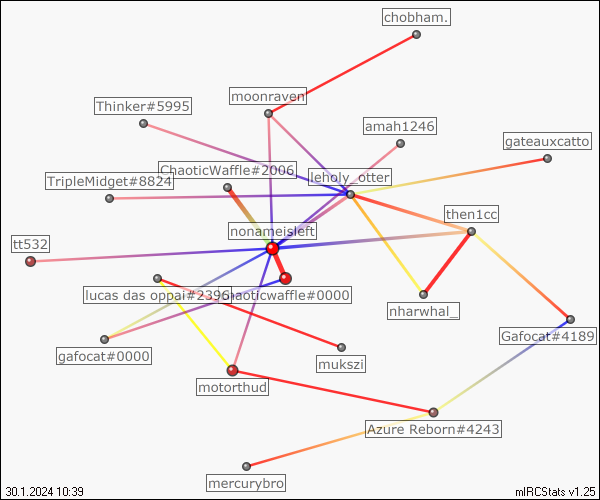 chobham.
moonraven
Thinker#5995
amah1246
gateauxcatto
ChaoticWaffle#2006
leholy_otter
TripleMidget#8824
then1cc
nonameisleft
tt532
lucas das oppai#2396
chaoticwaffle#0000
nharwhal_
Gafocat#4189
gafocat#0000
mukszi
motorthud
Azure Reborn#4243
mercurybro
30.1.2024 10:39
mIRCStats v1.25